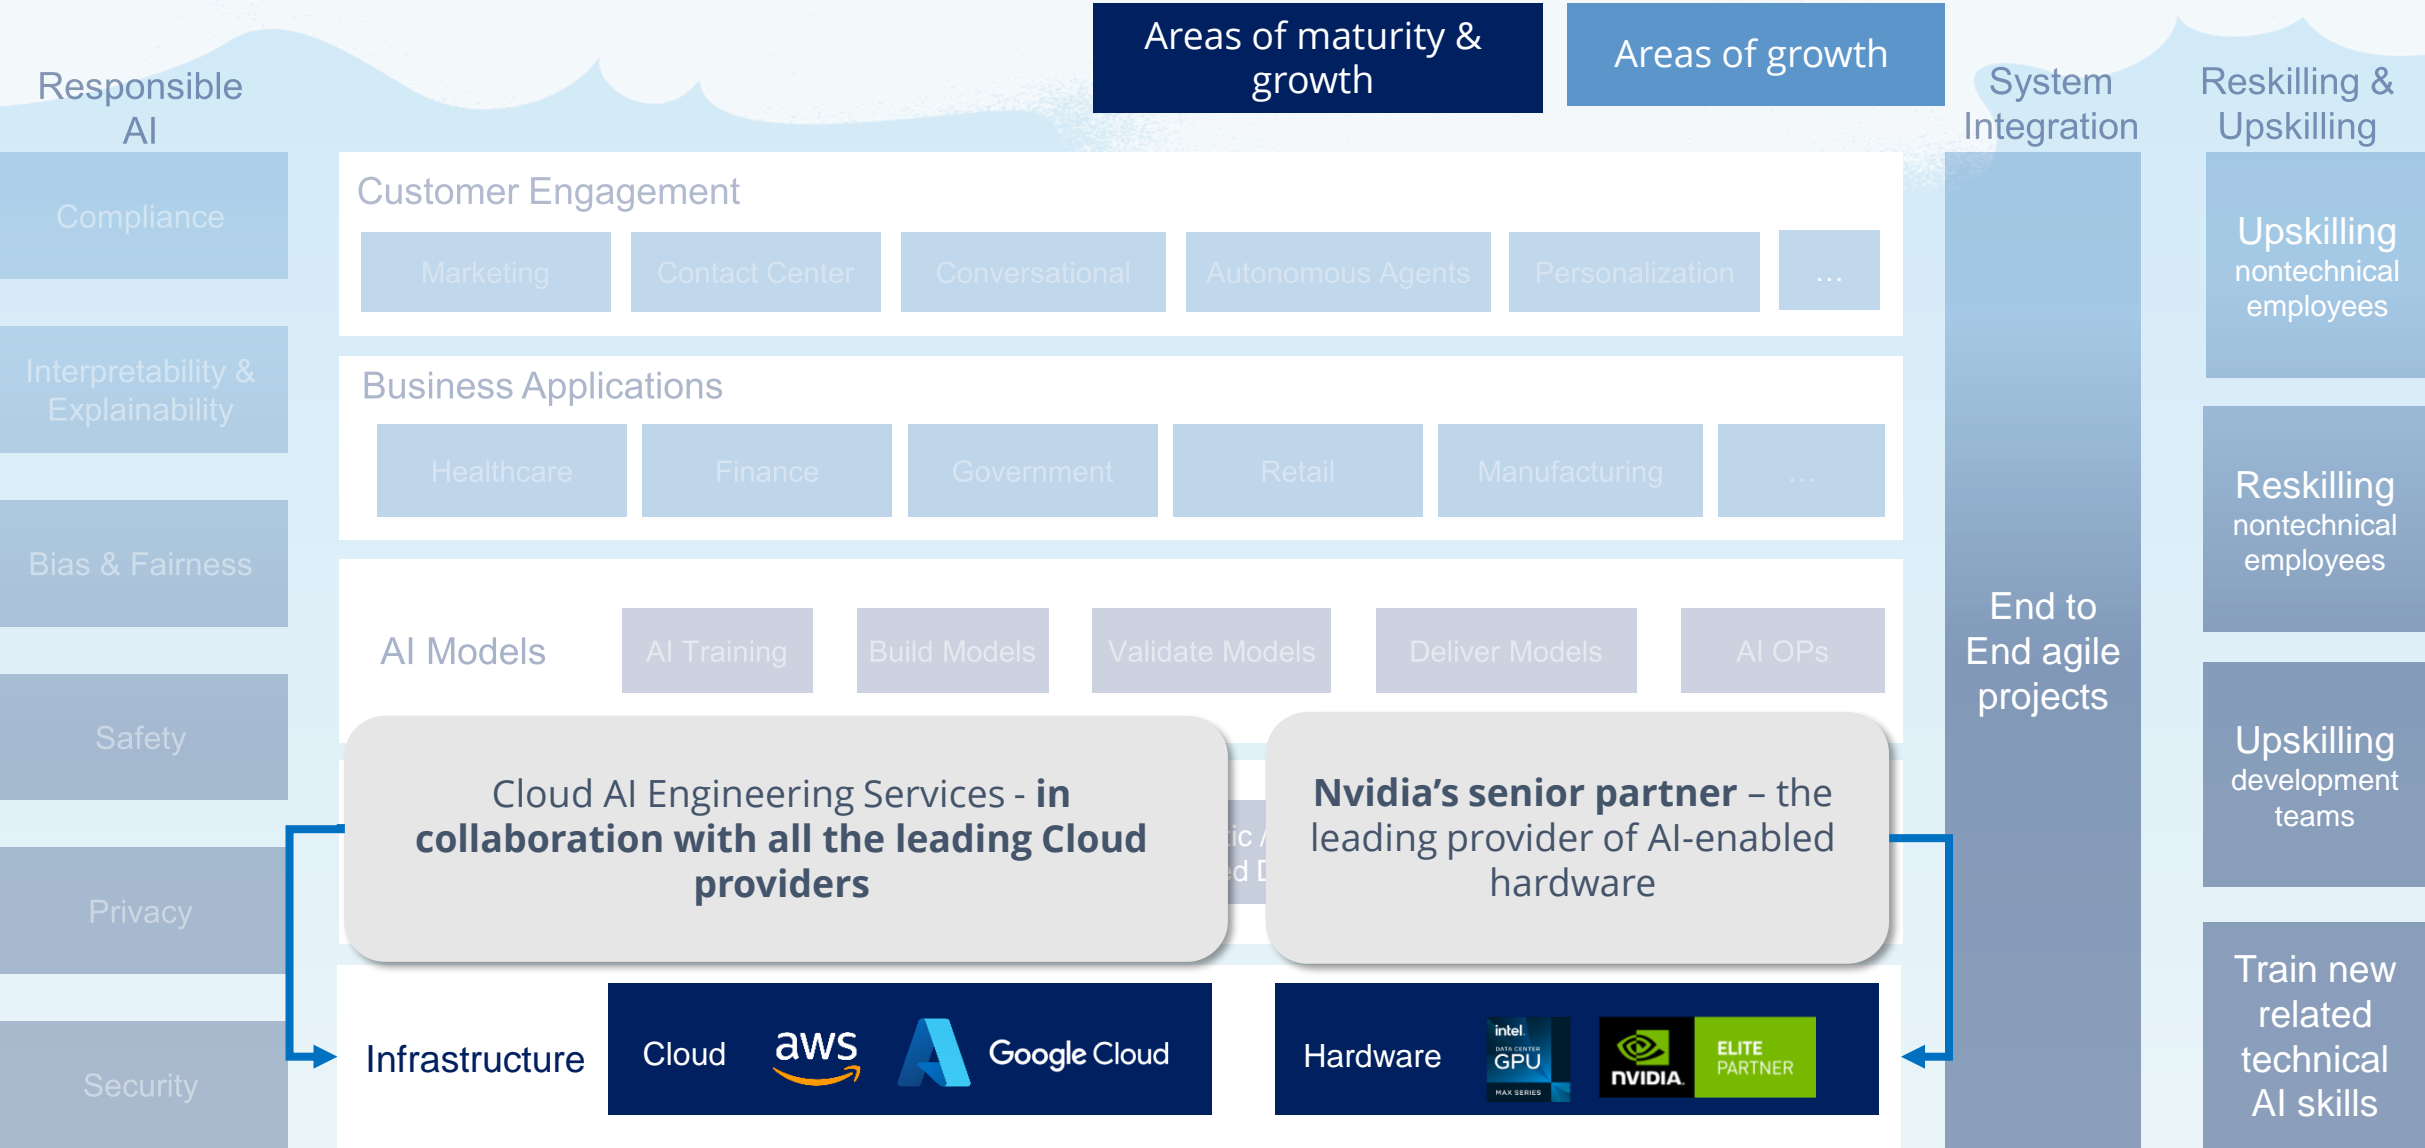 Areas of maturity &
growth
Areas of growth
Responsible
AI
Compliance
Interpretability &
Explainability
Bias & Fairness
Safety
Privacy
Security
Customer Engagement
Marketing
Contact Center
Conversational
Autonomous Agents
Personalization
...
Business Applications
Healthcare
Finance
Government
Retail
Manufacturing
...
AI Models
AI Training
Build Models
Validate Models
Deliver Models
AI OPs
Cloud AI Engineering Services - in
collaboration with all the leading Cloud
providers
Nvidia's senior partner – the
leading provider of AI-enabled
hardware
Infrastructure
Cloud
aws
Google Cloud
Hardware
intel.
DATA CENTER
GPU
MAX SERIES
NVIDIA.
ELITE
PARTNER
System
Integration
End to
End agile
projects
Reskilling &
Upskilling
Upskilling
nontechnical
employees
Reskilling
nontechnical
employees
Upskilling
development
teams
Train new
related
technical
AI skills